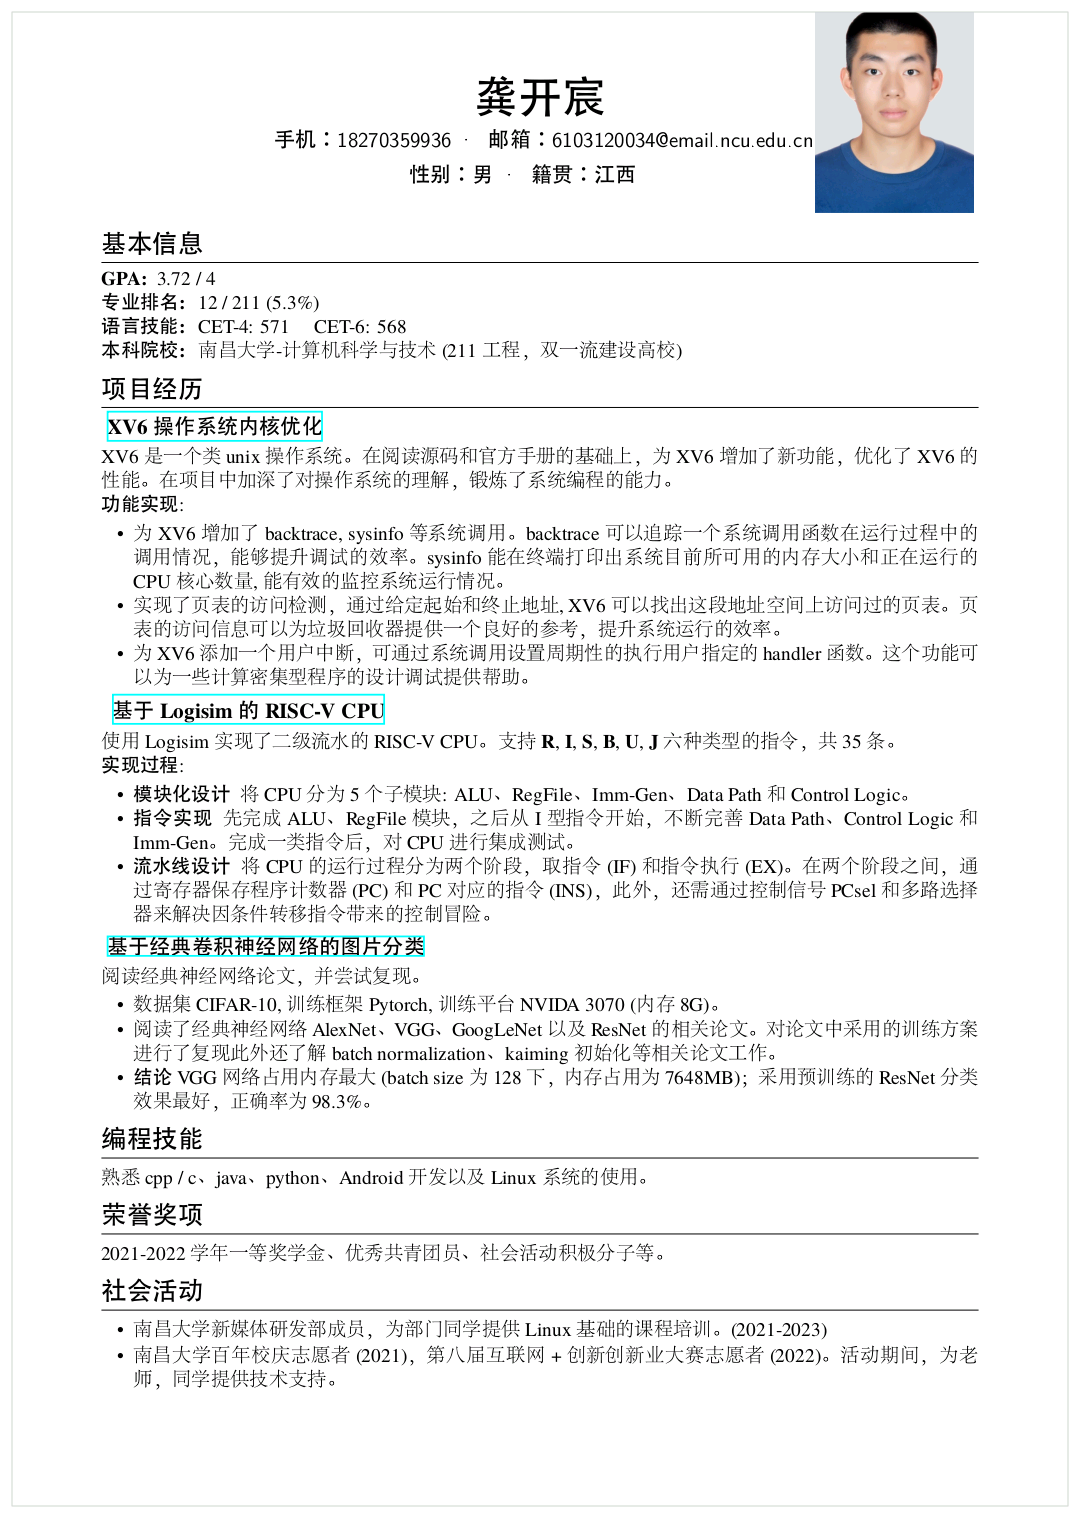 龚开宸
手机：18270359936 · 邮箱：6103120034@email.ncu.edu.cn
性别：男 · 籍贯：江西
基本信息
GPA: 3.72 / 4
专业排名: 12 / 211 (5.3%)
语言技能: CET-4: 571 CET-6: 568
本科院校: 南昌大学-计算机科学与技术 (211 工程，双一流建设高校)
项目经历
XV6 操作系统内核优化
XV6 是一个类 unix 操作系统。在阅读源码和官方手册的基础上，为 XV6 增加了新功能，优化了 XV6 的
性能。在项目中加深了对操作系统的理解，锻炼了系统编程的能力。
功能实现:
• 为 XV6 增加了 backtrace, sysinfo 等系统调用。backtrace 可以追踪一个系统调用函数在运行过程中的
调用情况，能够提升调试的效率。sysinfo 能在终端打印出系统目前所可用的内存大小和正在运行的
CPU 核心数量, 能有效的监控系统运行情况。
• 实现了页表的访问检测，通过给定起始和终止地址, XV6 可以找出这段地址空间上访问过的页表。页
表的访问信息可以为垃圾回收器提供一个良好的参考，提升系统运行的效率。
• 为 XV6 添加一个用户中断，可通过系统调用设置周期性的执行用户指定的 handler 函数。这个功能可
以为一些计算密集型程序的设计调试提供帮助。
基于 Logisim 的 RISC-V CPU
使用 Logisim 实现了二级流水的 RISC-V CPU。支持 R, I, S, B, U, J 六种类型的指令，共 35 条。
实现过程:
• 模块化设计 将 CPU 分为 5 个子模块: ALU、RegFile、Imm-Gen、Data Path 和 Control Logic。
• 指令实现 先完成 ALU、RegFile 模块，之后从 I 型指令开始，不断完善 Data Path、Control Logic 和
Imm-Gen。完成一类指令后，对 CPU 进行集成测试。
• 流水线设计 将 CPU 的运行过程分为两个阶段，取指令 (IF) 和指令执行 (EX)。在两个阶段之间，通
过寄存器保存程序计数器 (PC) 和 PC 对应的指令 (INS)，此外，还需通过控制信号 PCsel 和多路选择
器来解决因条件转移指令带来的控制冒险。
基于经典卷积神经网络的图片分类
阅读经典神经网络论文，并尝试复现。
• 数据集 CIFAR-10, 训练框架 Pytorch, 训练平台 NVIDA 3070 (内存 8G)。
• 阅读了经典神经网络 AlexNet、VGG、GoogLeNet 以及 ResNet 的相关论文。对论文中采用的训练方案
进行了复现此外还了解 batch normalization、kaiming 初始化等相关论文工作。
• 结论 VGG 网络占用内存最大 (batch size 为 128 下，内存占用为 7648MB)；采用预训练的 ResNet 分类
效果最好，正确率为 98.3%。
编程技能
熟悉 cpp / c、java、python、Android 开发以及 Linux 系统的使用。
荣誉奖项
2021-2022 学年一等奖学金、优秀共青团员、社会活动积极分子等。
社会活动
• 南昌大学新媒体研发部成员，为部门同学提供 Linux 基础的课程培训。(2021-2023)
• 南昌大学百年校庆志愿者 (2021)，第八届互联网 + 创新创新业大赛志愿者 (2022)。活动期间，为老
师，同学提供技术支持。